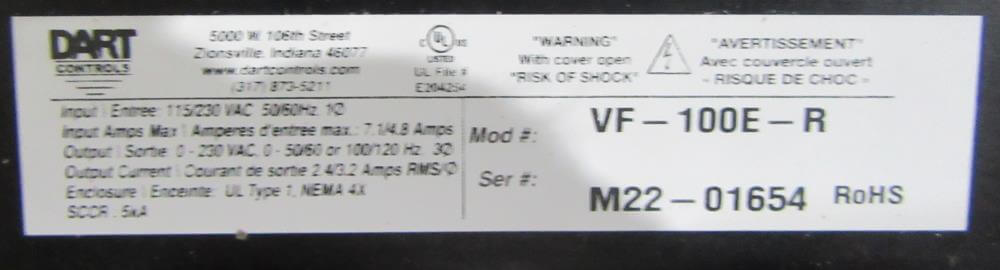 DART
CONTROLS
5000 W. 106th Street
Zionsville, Indiana 46077
www.dartcontrols.com
(317) 873-5211
C UL US
LISTED
UL File #
E204254
"WARNING"
With cover open
"RISK OF SHOCK"
"AVERTISSEMENT"
Avec couvercle ouvert
- RISQUE DE CHOC -
Input | Entree: 115/230 VAC 50/60Hz. 1Ø
Input Amps Max | Amperes d'entree max.: 7.1/4.8 Amps
Output | Sortie: 0 - 230 VAC, 0 - 50/60 or 100/120 Hz. 3Ø
Output Current | Courant de sortie 2.4/3.2 Amps RMS/Ø
Enclosure | Enceinte: UL Type 1, NEMA 4X
SCCR: 5kA
Mod #: VF-100E-R
Ser #: M22-01654 RoHS